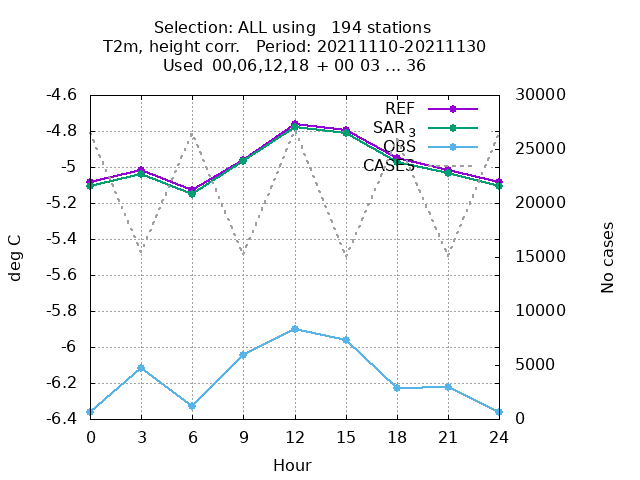 Selection: ALL using   194 stations
T2m, height corr.   Period: 20211110-20211130
Used 00,06,12,18 + 00 03 ... 36
-4.6
-4.8
-5
-5.2
-5.4
-5.6
-5.8
-6
-6.2
-6.4
deg C
REF
SAR3
OBS
CASES
30000
25000
20000
15000
10000
5000
0
No cases
0 3 6 9 12 15 18 21 24
Hour